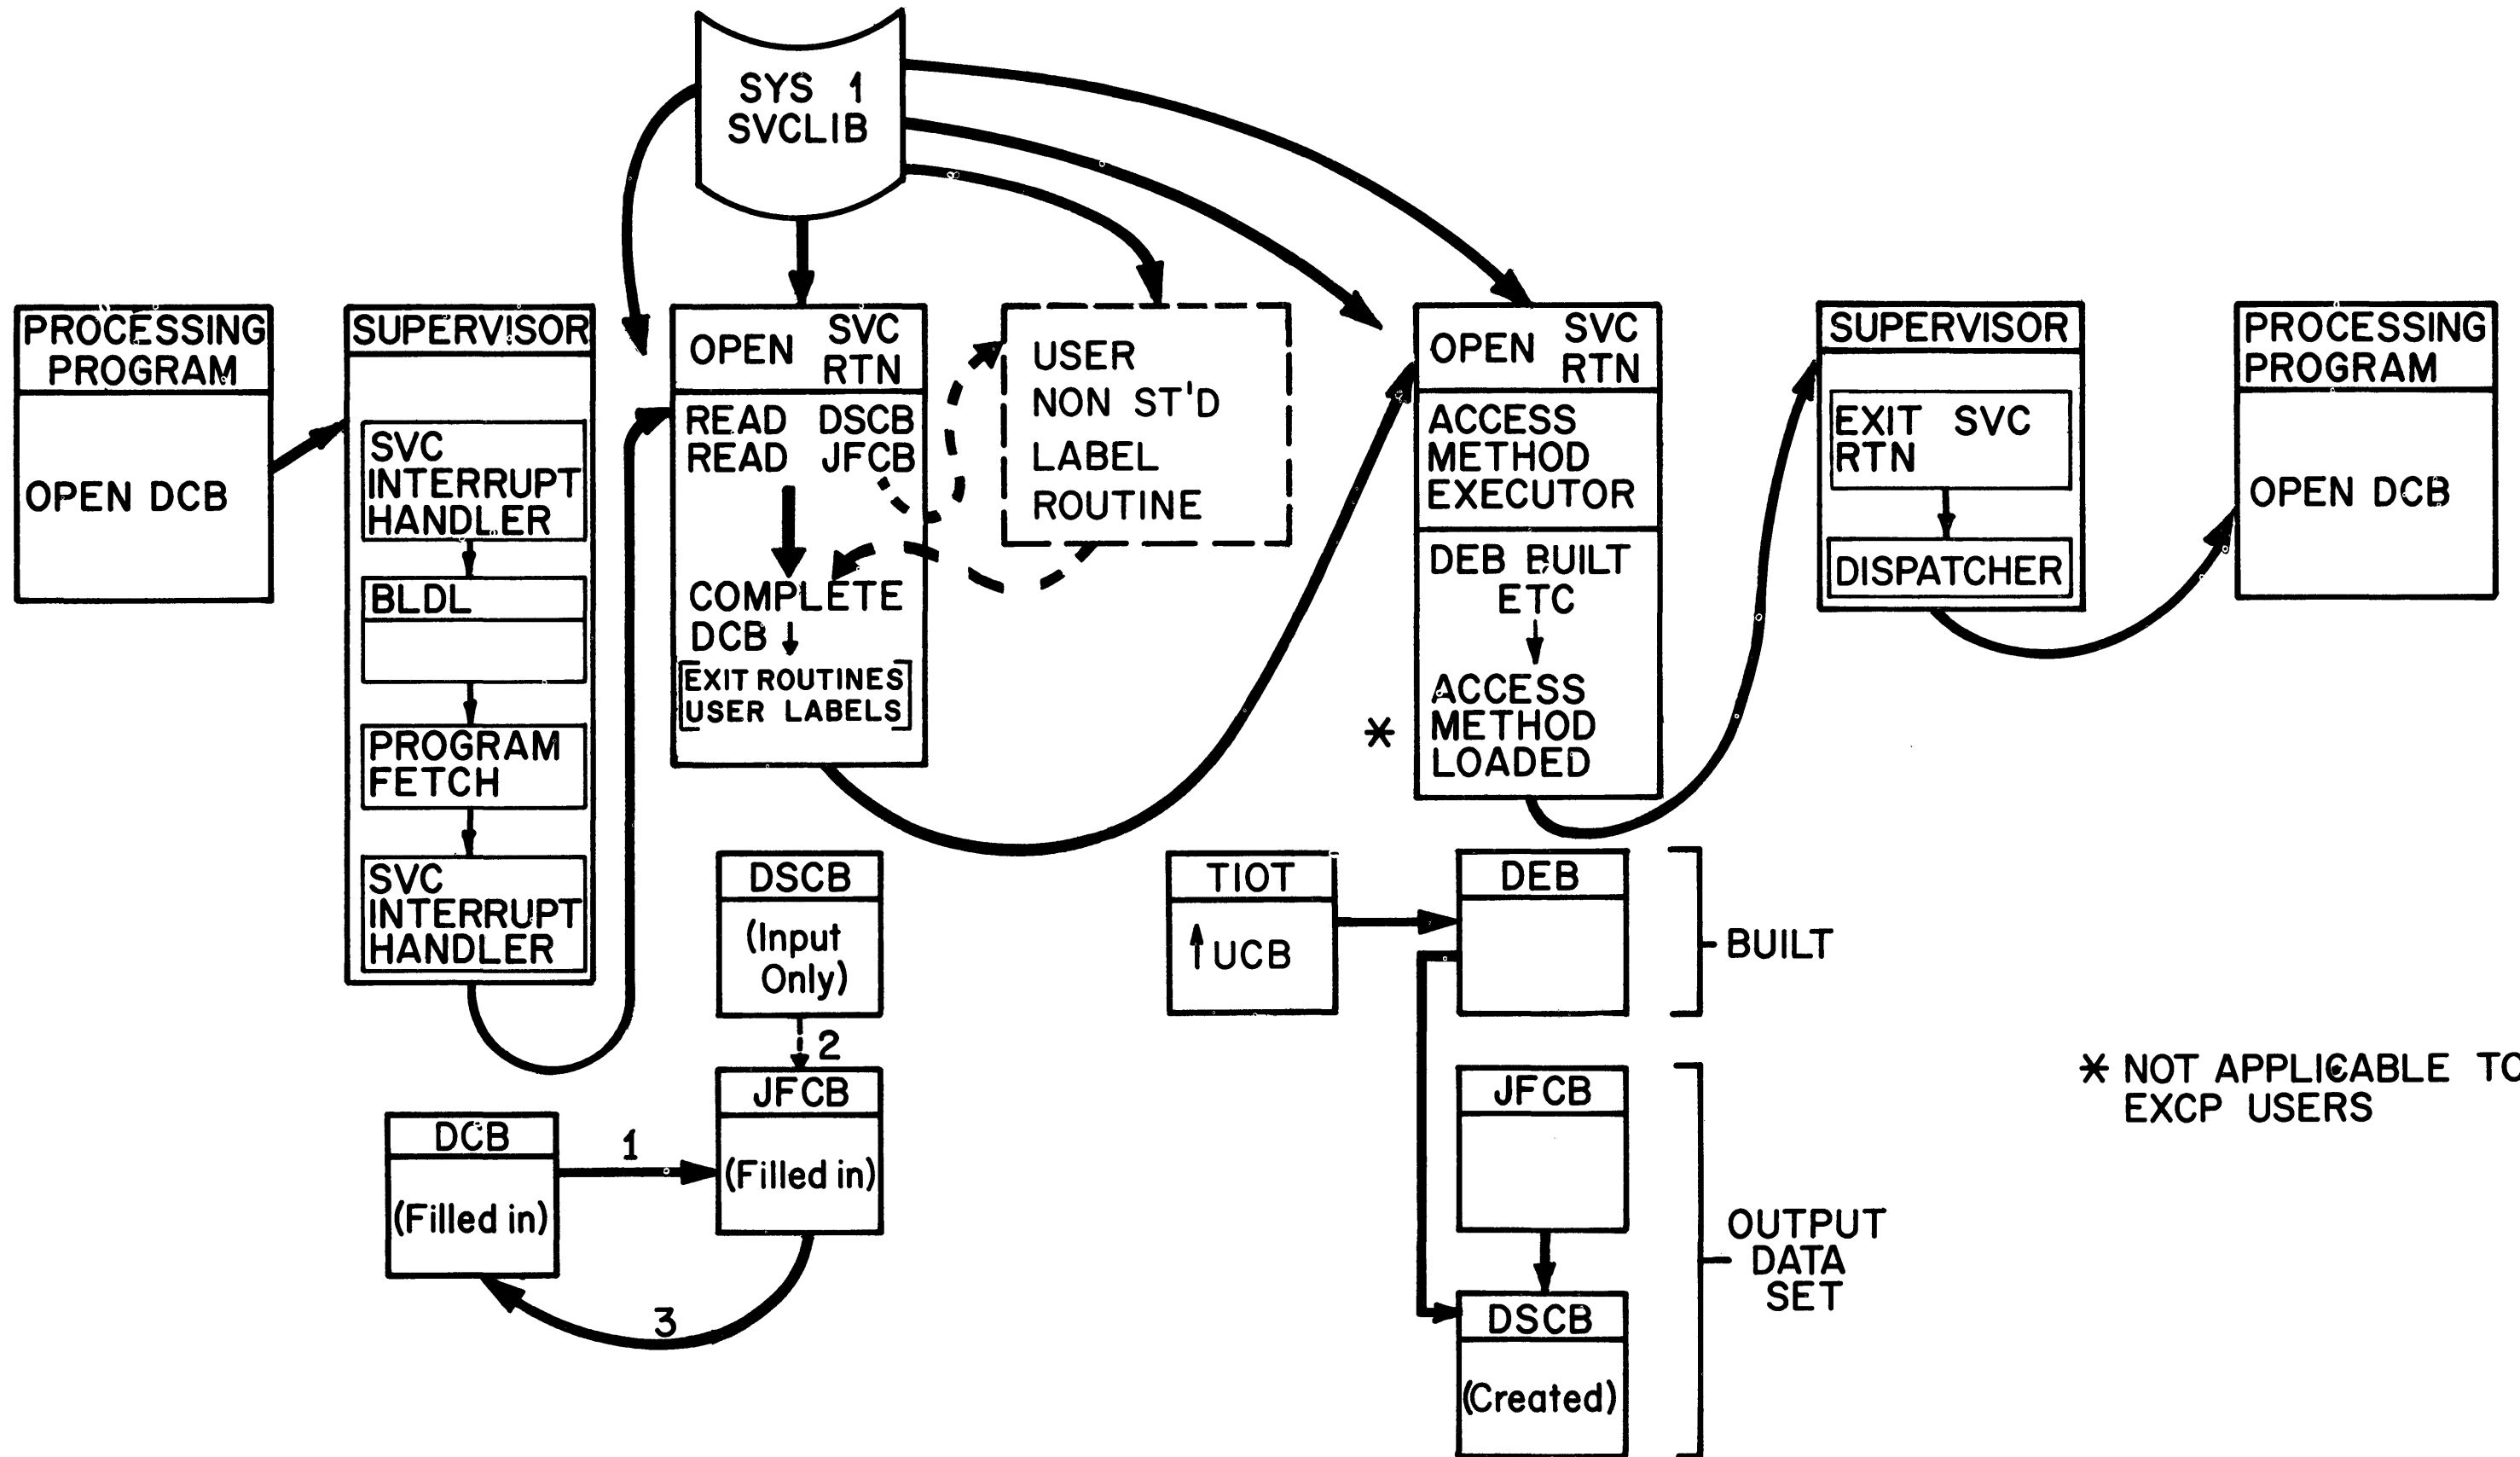 SYS 1
SVCLIB
PROCESSING
PROGRAM
OPEN DCB
SUPERVISOR
SVC
INTERRUPT
HANDLER
BLDL
PROGRAM
FETCH
SVC
INTERRUPT
HANDLER
OPEN SVC
RTN
READ DSCB
READ JFCB
COMPLETE
DCB
EXIT ROUTINES
USER LABELS
USER
NON ST'D
LABEL
ROUTINE
OPEN SVC
RTN
ACCESS
METHOD
EXECUTOR
DEB BUILT
ETC
* ACCESS
METHOD
LOADED
SUPERVISOR
EXIT SVC
RTN
DISPATCHER
PROCESSING
PROGRAM
OPEN DCB
DSCB
(Input
Only)
2
JFCB
(Filled in)
1
DCB
(Filled in)
3
TIOT
↑ UCB
DEB
BUILT
JFCB
DSCB
(Created)
OUTPUT
DATA
SET
* NOT APPLICABLE TO
EXCP USERS